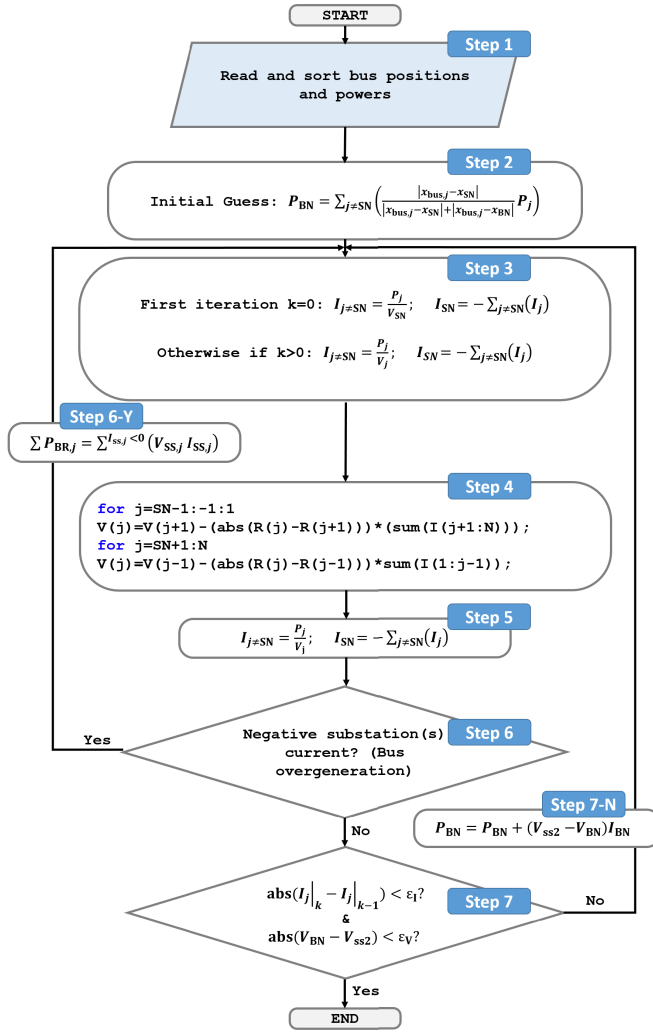 START
Step 1
Read and sort bus positions
and powers
Step 2
Initial Guess: P_BN = ∑_{j≠SN} ( |x_bus,j−x_SN| / (|x_bus,j−x_SN|+|x_bus,j−x_BN|) P_j )
Step 3
First iteration k=0: I_{j≠SN} = P_j/V_SN; I_SN = −∑_{j≠SN}(I_j)
Otherwise if k>0: I_{j≠SN} = P_j/V_j; I_SN = −∑_{j≠SN}(I_j)
Step 6-Y
∑ P_BR,j = ∑^{I_ss,j <0} (V_SS,j I_SS,j)
Step 4
for j=SN-1:-1:1
V(j)=V(j+1)-(abs(R(j)-R(j+1)))*(sum(I(j+1:N)));
for j=SN+1:N
V(j)=V(j-1)-(abs(R(j)-R(j-1)))*sum(I(1:j-1));
Step 5
I_{j≠SN} = P_j/V_j; I_SN = −∑_{j≠SN}(I_j)
Step 6
Negative substation(s)
current? (Bus
overgeneration)
Yes
No
Step 7-N
P_BN = P_BN + (V_ss2 −V_BN)I_BN
Step 7
abs(I_j|_k − I_j|_{k−1}) < ε_I?
&
abs(V_BN − V_ss2) < ε_V?
No
Yes
END